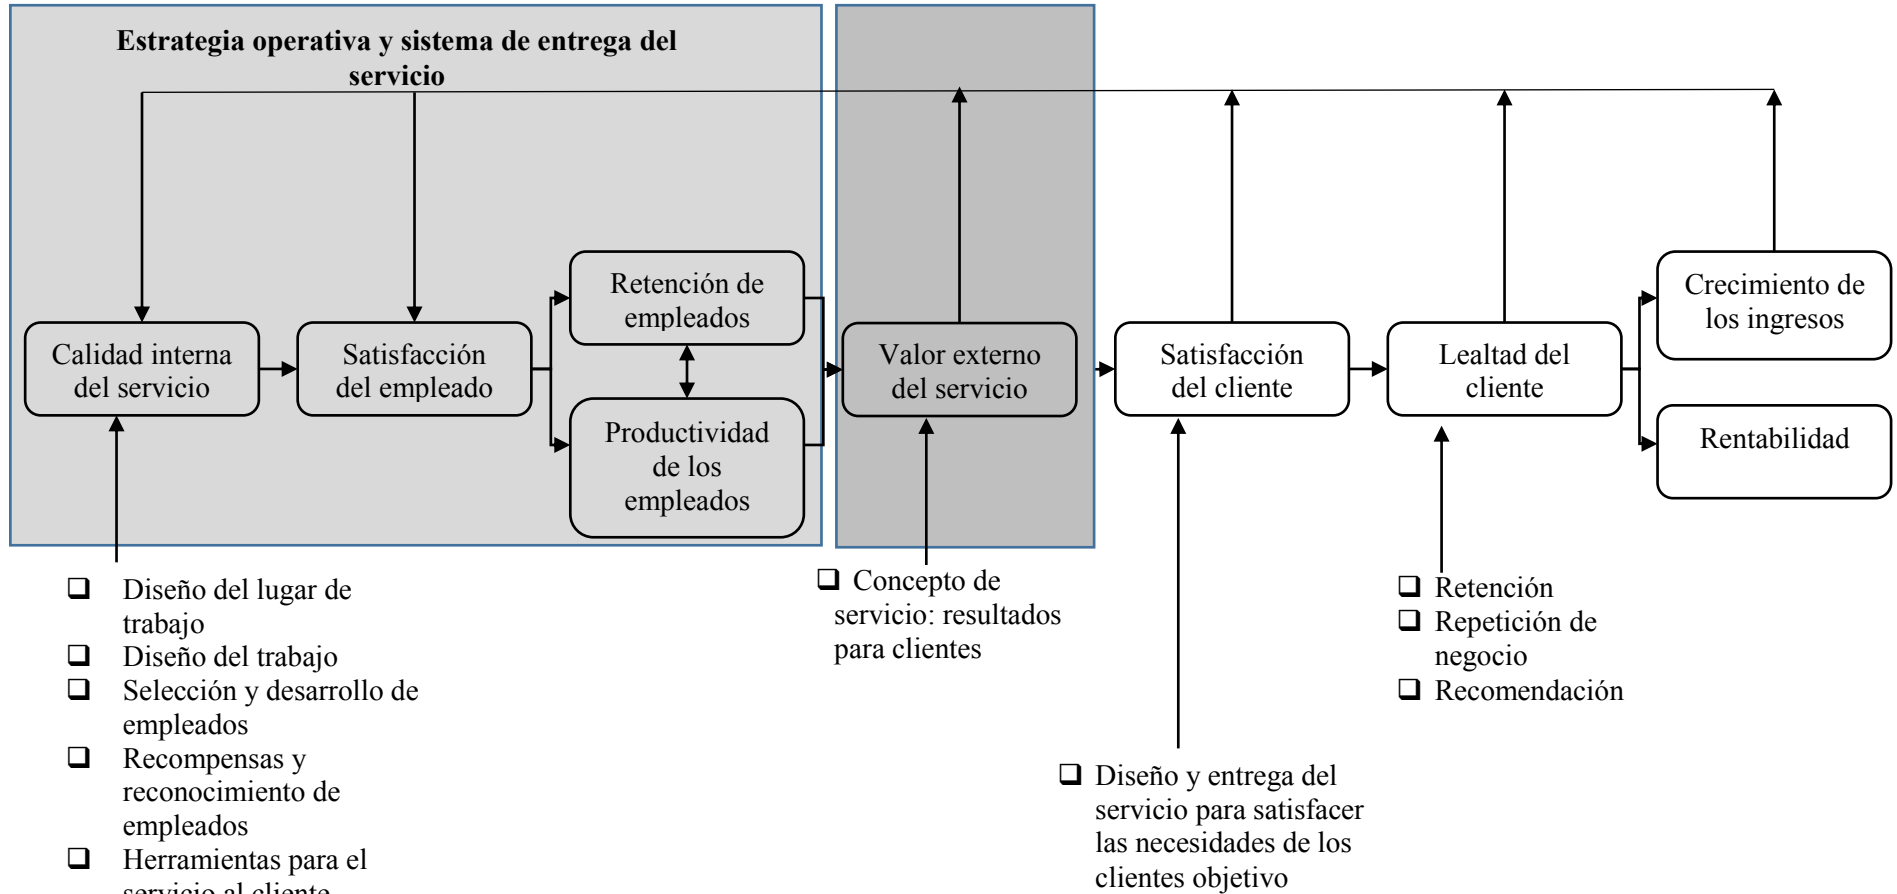 Estrategia operativa y sistema de entrega del
servicio
Calidad interna
del servicio
Satisfacción
del empleado
Retención de
empleados
Productividad
de los
empleados
Valor externo
del servicio
Satisfacción
del cliente
Lealtad del
cliente
Crecimiento de
los ingresos
Rentabilidad
Diseño del lugar de
trabajo
Diseño del trabajo
Selección y desarrollo de
empleados
Recompensas y
reconocimiento de
empleados
Herramientas para el
servicio al cliente
Concepto de
servicio: resultados
para clientes
Diseño y entrega del
servicio para satisfacer
las necesidades de los
clientes objetivo
Retención
Repetición de
negocio
Recomendación